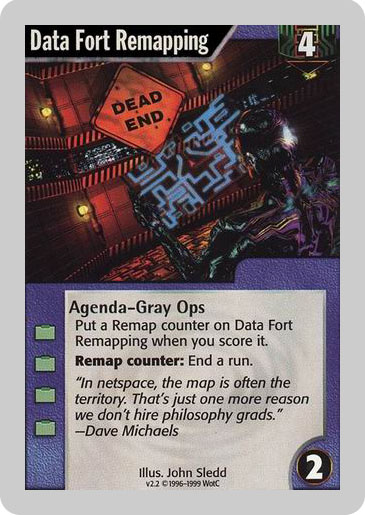 Data Fort Remapping
4
DEAD
END
Agenda–Gray Ops
Put a Remap counter on Data Fort
Remapping when you score it.
Remap counter: End a run.
“In netspace, the map is often the
territory. That’s just one more reason
we don’t hire philosophy grads.”
—Dave Michaels
Illus. John Sledd
v2.2 ©1996–1999 WotC
2